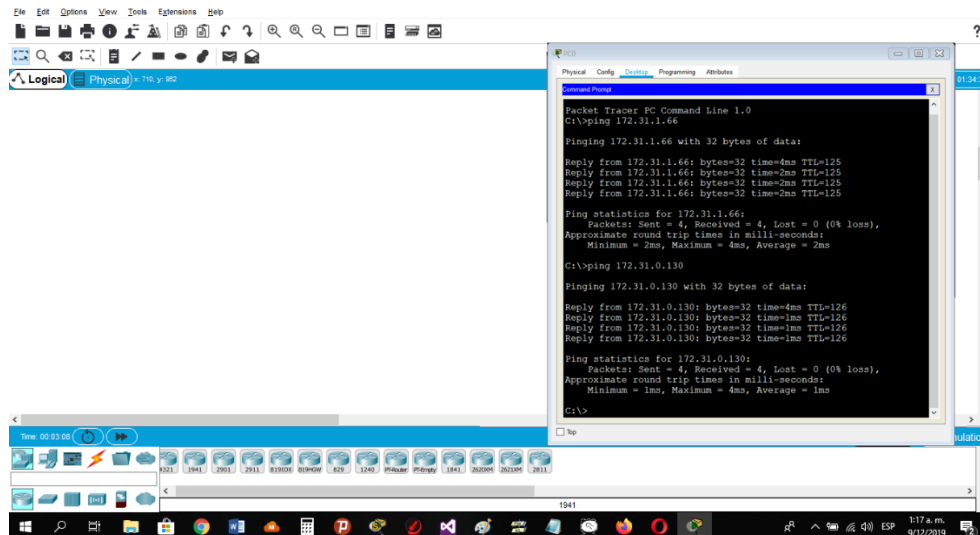 File Edit Options View Tools Extensions Help
?
PC0
Logical Physical x: 710, y: 862
Physical Config Desktop Programming Attributes
01:34:
Command Prompt X
Packet Tracer PC Command Line 1.0
C:\>ping 172.31.1.66
Pinging 172.31.1.66 with 32 bytes of data:
Reply from 172.31.1.66: bytes=32 time=4ms TTL=125
Reply from 172.31.1.66: bytes=32 time=2ms TTL=125
Reply from 172.31.1.66: bytes=32 time=2ms TTL=125
Reply from 172.31.1.66: bytes=32 time=2ms TTL=125
Ping statistics for 172.31.1.66:
Packets: Sent = 4, Received = 4, Lost = 0 (0% loss),
Approximate round trip times in milli-seconds:
Minimum = 2ms, Maximum = 4ms, Average = 2ms
C:\>ping 172.31.0.130
Pinging 172.31.0.130 with 32 bytes of data:
Reply from 172.31.0.130: bytes=32 time=4ms TTL=126
Reply from 172.31.0.130: bytes=32 time=1ms TTL=126
Reply from 172.31.0.130: bytes=32 time=1ms TTL=126
Reply from 172.31.0.130: bytes=32 time=1ms TTL=126
Ping statistics for 172.31.0.130:
Packets: Sent = 4, Received = 4, Lost = 0 (0% loss),
Approximate round trip times in milli-seconds:
Minimum = 1ms, Maximum = 4ms, Average = 1ms
C:\>
Top
Time: 00:03:08
4321 1941 2901 2911 819IOX 819HGW 829 1240 PT-Router PT-Empty 1841 2620XM 2621XM 2811
1941
ESP
1:17 a. m.
9/12/2019